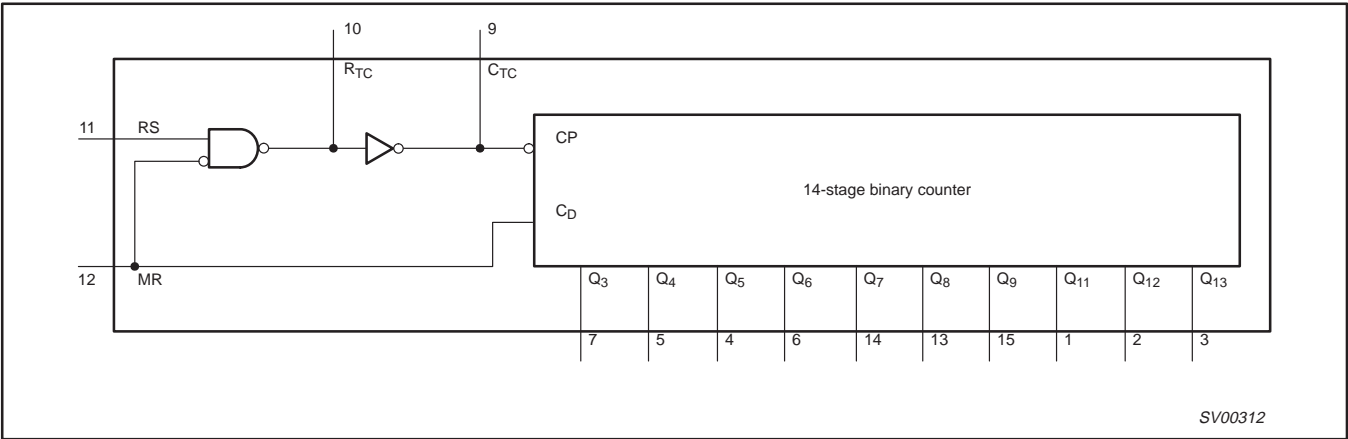 10 9
RTC CTC
11 RS
CP
14-stage binary counter
CD
12 MR
Q3 Q4 Q5 Q6 Q7 Q8 Q9 Q11 Q12 Q13
7 5 4 6 14 13 15 1 2 3
SV00312